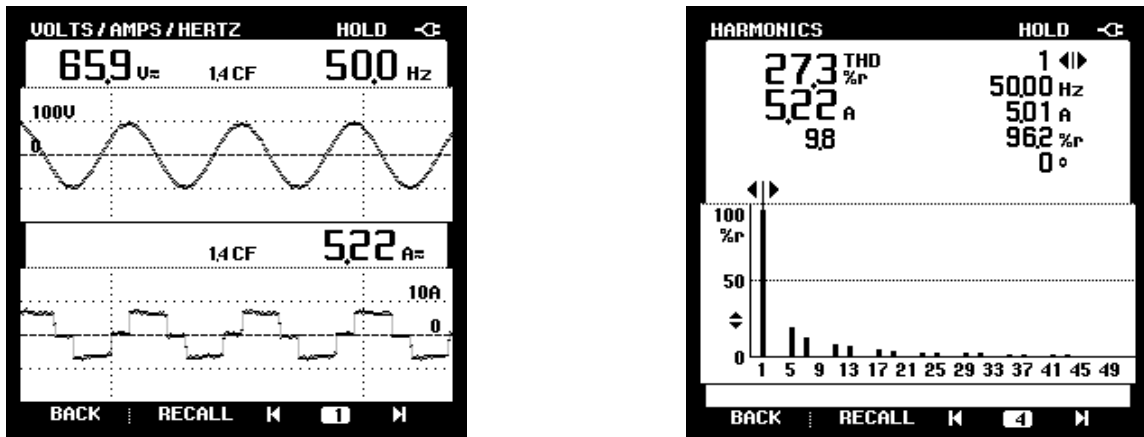 VOLTS / AMPS / HERTZ HOLD
65,9 V≂ 1,4 CF 50,0 Hz
100V
0
1,4 CF 5,22 A≂
10A
0
BACK RECALL 1
HARMONICS HOLD
27,3 THD %r 1
5,22 A 50,00 Hz
9,8 5,01 A
96,2 %r
0 °
100
%r
50
0
1 5 9 13 17 21 25 29 33 37 41 45 49
BACK RECALL 4